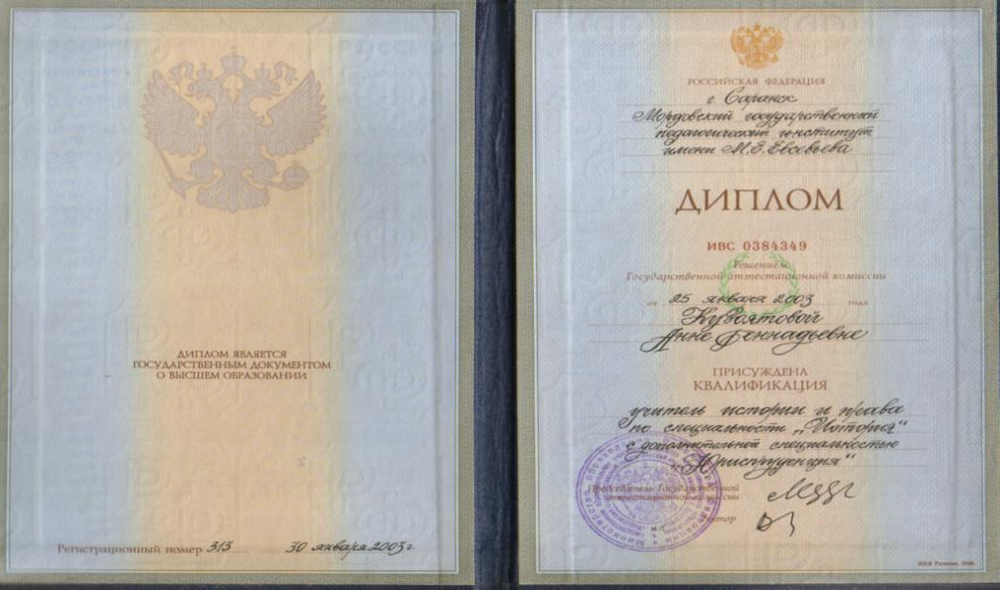 ДИПЛОМ ЯВЛЯЕТСЯ
ГОСУДАРСТВЕННЫМ ДОКУМЕНТОМ
О ВЫСШЕМ ОБРАЗОВАНИИ
Регистрационный номер 313 30 января 2003 г.
РОССИЙСКАЯ ФЕДЕРАЦИЯ
г. Саранск
Мордовский государственный
педагогический институт
имени М.Е. Евсевьева
ДИПЛОМ
ИВС 0384349
Решением
Государственной аттестационной комиссии
от 25 января 2003 года
Кудоятовой
Анне Геннадьевне
ПРИСУЖДЕНА
КВАЛИФИКАЦИЯ
учитель истории и права
по специальности „История“
с дополнительной специальностью
„Юриспруденция“
Председатель Государственной
аттестационной комиссии
Ректор